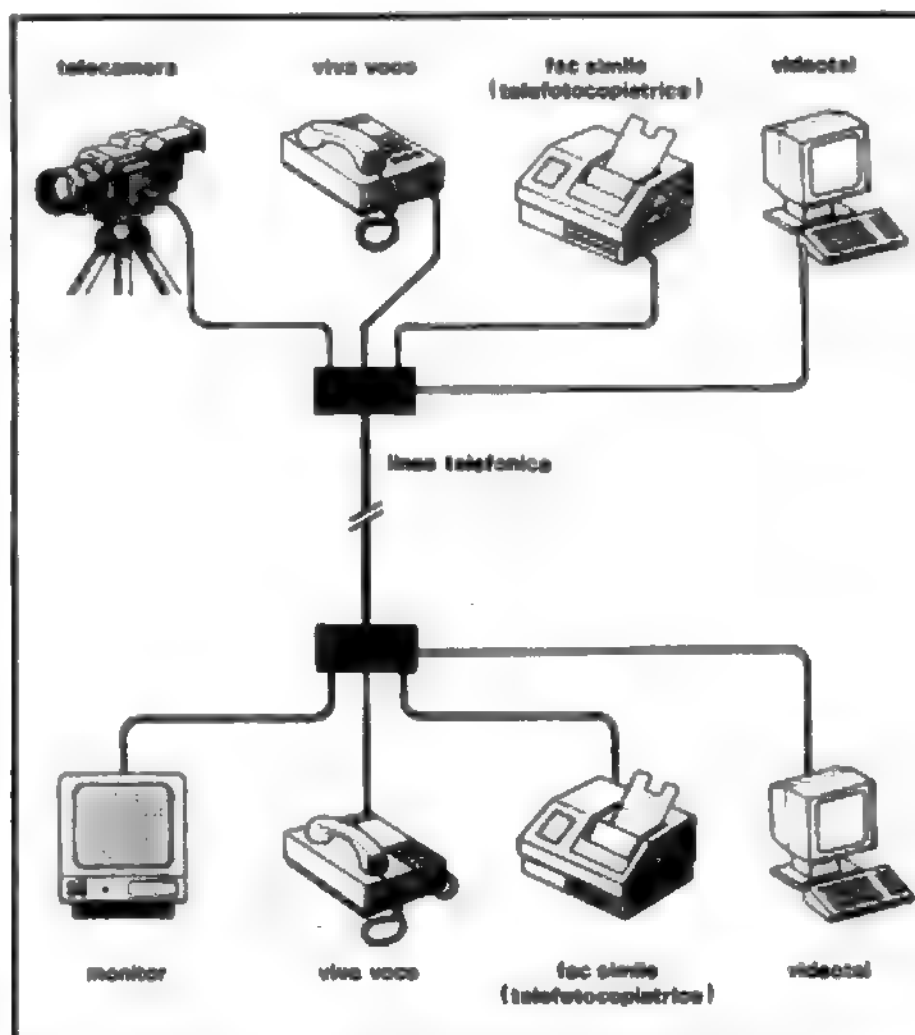 telecamera
viva voce
fac simile
(telefotocopiatrice)
videotel
linea telefonica
monitor
viva voce
fac simile
(telefotocopiatrice)
videotel